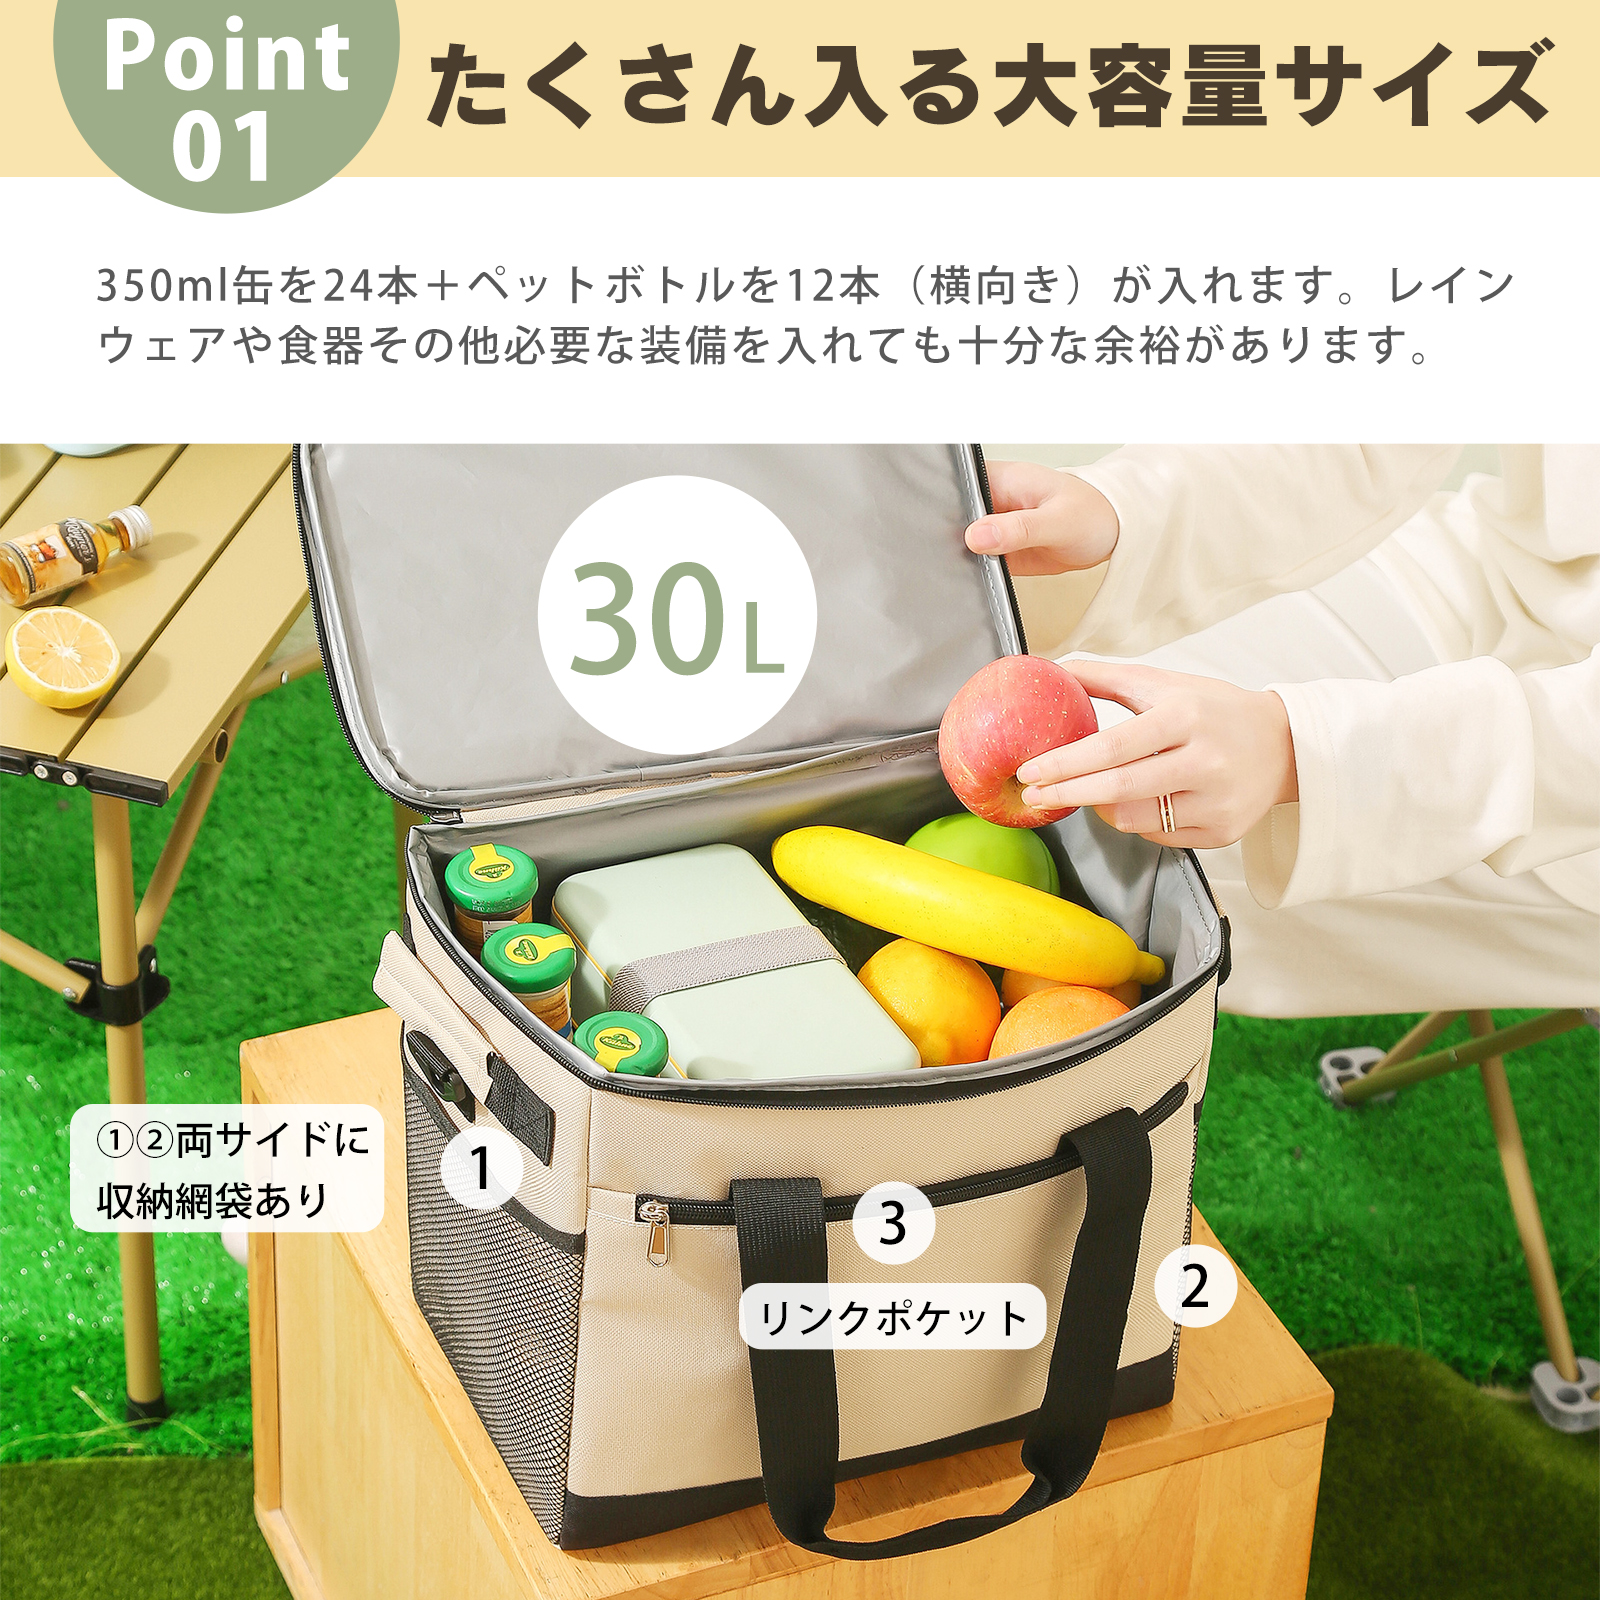 Point
01
たくさん入る大容量サイズ
350ml缶を24本＋ペットボトルを12本（横向き）が入れます。レイン
ウェアや食器その他必要な装備を入れても十分な余裕があります。
30L
①②両サイドに
収納網袋あり
1
3
リンクポケット
2